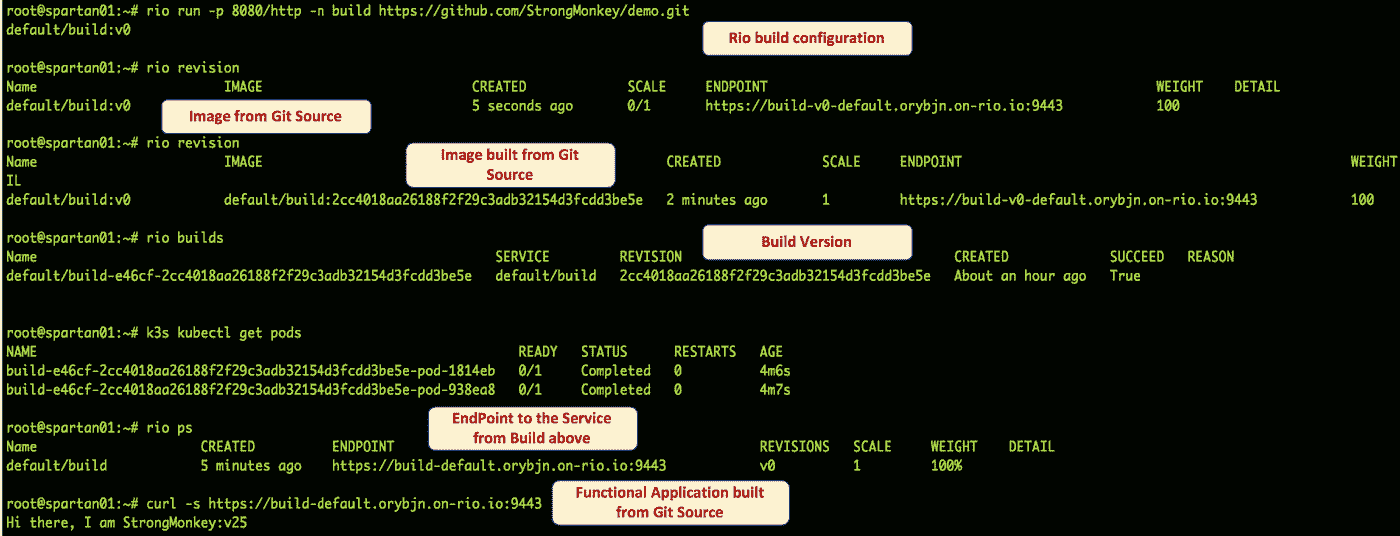 root@spartan01:~# rio run -p 8080/http -n build https://github.com/StrongMonkey/demo.git
default/build:v0
Rio build configuration
root@spartan01:~# rio revision
Name IMAGE CREATED SCALE ENDPOINT WEIGHT DETAIL
default/build:v0 5 seconds ago 0/1 https://build-v0-default.orybjn.on-rio.io:9443 100
Image from Git Source
root@spartan01:~# rio revision
Image built from Git
Source
Name IMAGE CREATED SCALE ENDPOINT WEIGHT
IL
default/build:v0 default/build:2cc4018aa26188f2f29c3adb32154d3fcdd3be5e 2 minutes ago 1 https://build-v0-default.orybjn.on-rio.io:9443 100
root@spartan01:~# rio builds
Build Version
Name SERVICE REVISION CREATED SUCCEED REASON
default/build-e46cf-2cc4018aa26188f2f29c3adb32154d3fcdd3be5e default/build 2cc4018aa26188f2f29c3adb32154d3fcdd3be5e About an hour ago True
root@spartan01:~# k3s kubectl get pods
NAME READY STATUS RESTARTS AGE
build-e46cf-2cc4018aa26188f2f29c3adb32154d3fcdd3be5e-pod-1814eb 0/1 Completed 0 4m6s
build-e46cf-2cc4018aa26188f2f29c3adb32154d3fcdd3be5e-pod-938ea8 0/1 Completed 0 4m7s
EndPoint to the Service
from Build above
root@spartan01:~# rio ps
Name CREATED ENDPOINT REVISIONS SCALE WEIGHT DETAIL
default/build 5 minutes ago https://build-default.orybjn.on-rio.io:9443 v0 1 100%
root@spartan01:~# curl -s https://build-default.orybjn.on-rio.io:9443
Functional Application built
from Git Source
Hi there, I am StrongMonkey:v25